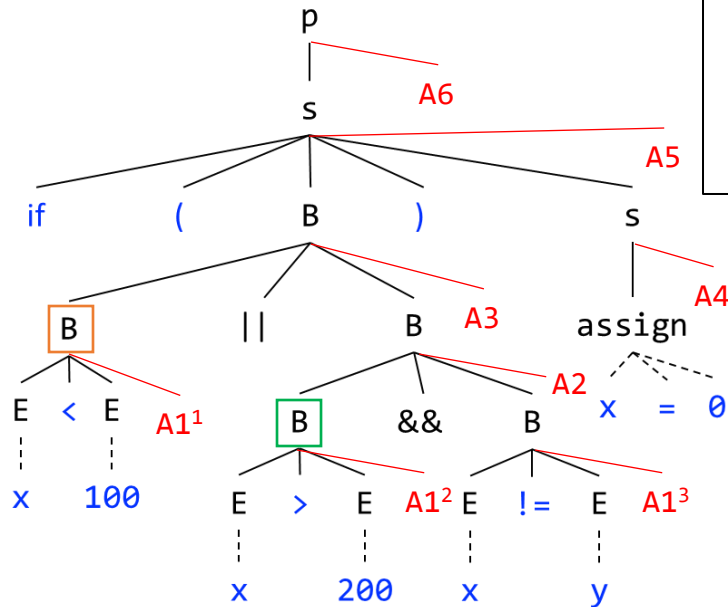 p
A6
s
A5
if ( B ) s
A3 A4
B || B assign
E < E A1¹ B && B A2 x = 0
x 100 E > E A1² E != E A1³
x 200 x y